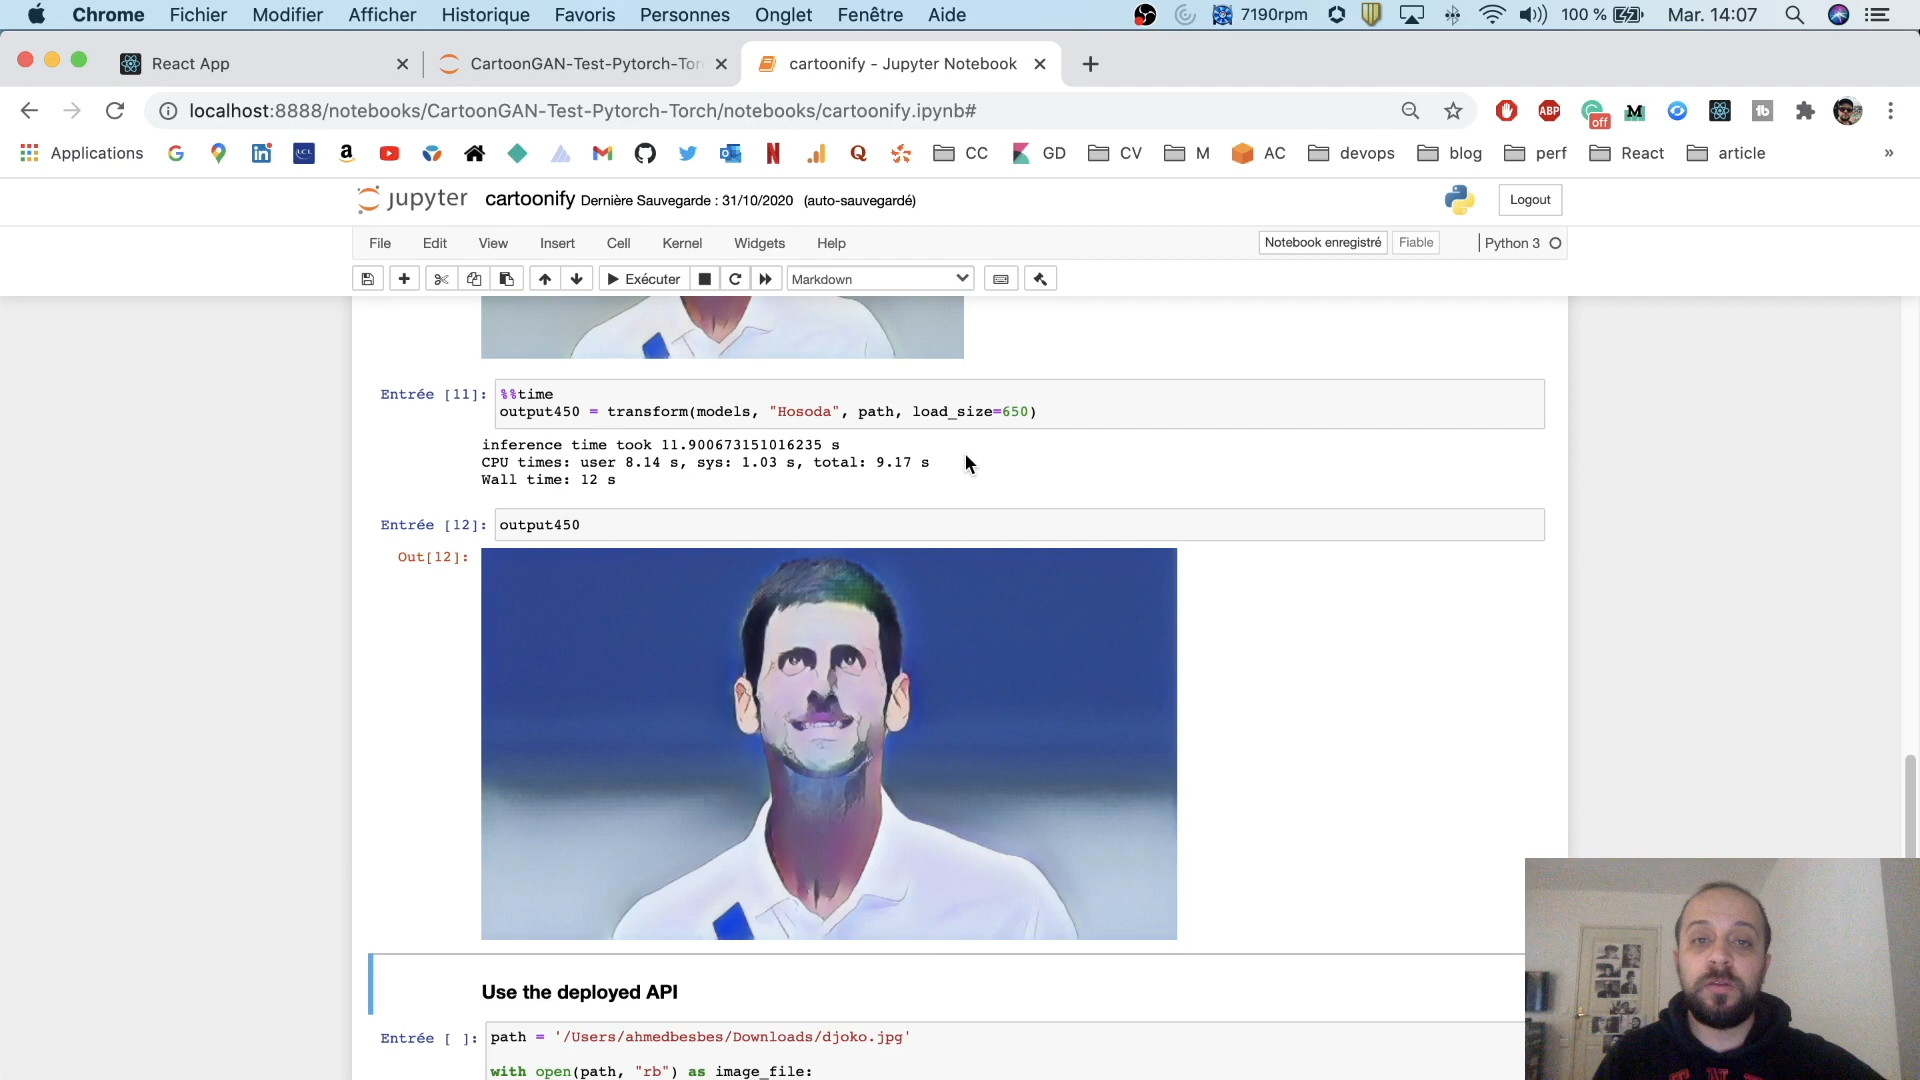 Chrome Fichier Modifier Afficher Historique Favoris Personnes Onglet Fenêtre Aide 7190rpm 100 % Mar. 14:07
React App CartoonGAN-Test-Pytorch-Tor cartoonify - Jupyter Notebook
localhost:8888/notebooks/CartoonGAN-Test-Pytorch-Torch/notebooks/cartoonify.ipynb# ABP off M tb
Applications G LCL a N Q CC GD CV M AC devops blog perf React article »
jupyter cartoonify Dernière Sauvegarde : 31/10/2020 (auto-sauvegardé) Logout
File Edit View Insert Cell Kernel Widgets Help Notebook enregistré Fiable Python 3
Exécuter Markdown
Entrée [11]: %%time
output450 = transform(models, "Hosoda", path, load_size=650)
inference time took 11.900673151016235 s
CPU times: user 8.14 s, sys: 1.03 s, total: 9.17 s
Wall time: 12 s
Entrée [12]: output450
Out[12]:
Use the deployed API
Entrée [ ]: path = '/Users/ahmedbesbes/Downloads/djoko.jpg'
with open(path, "rb") as image_file: